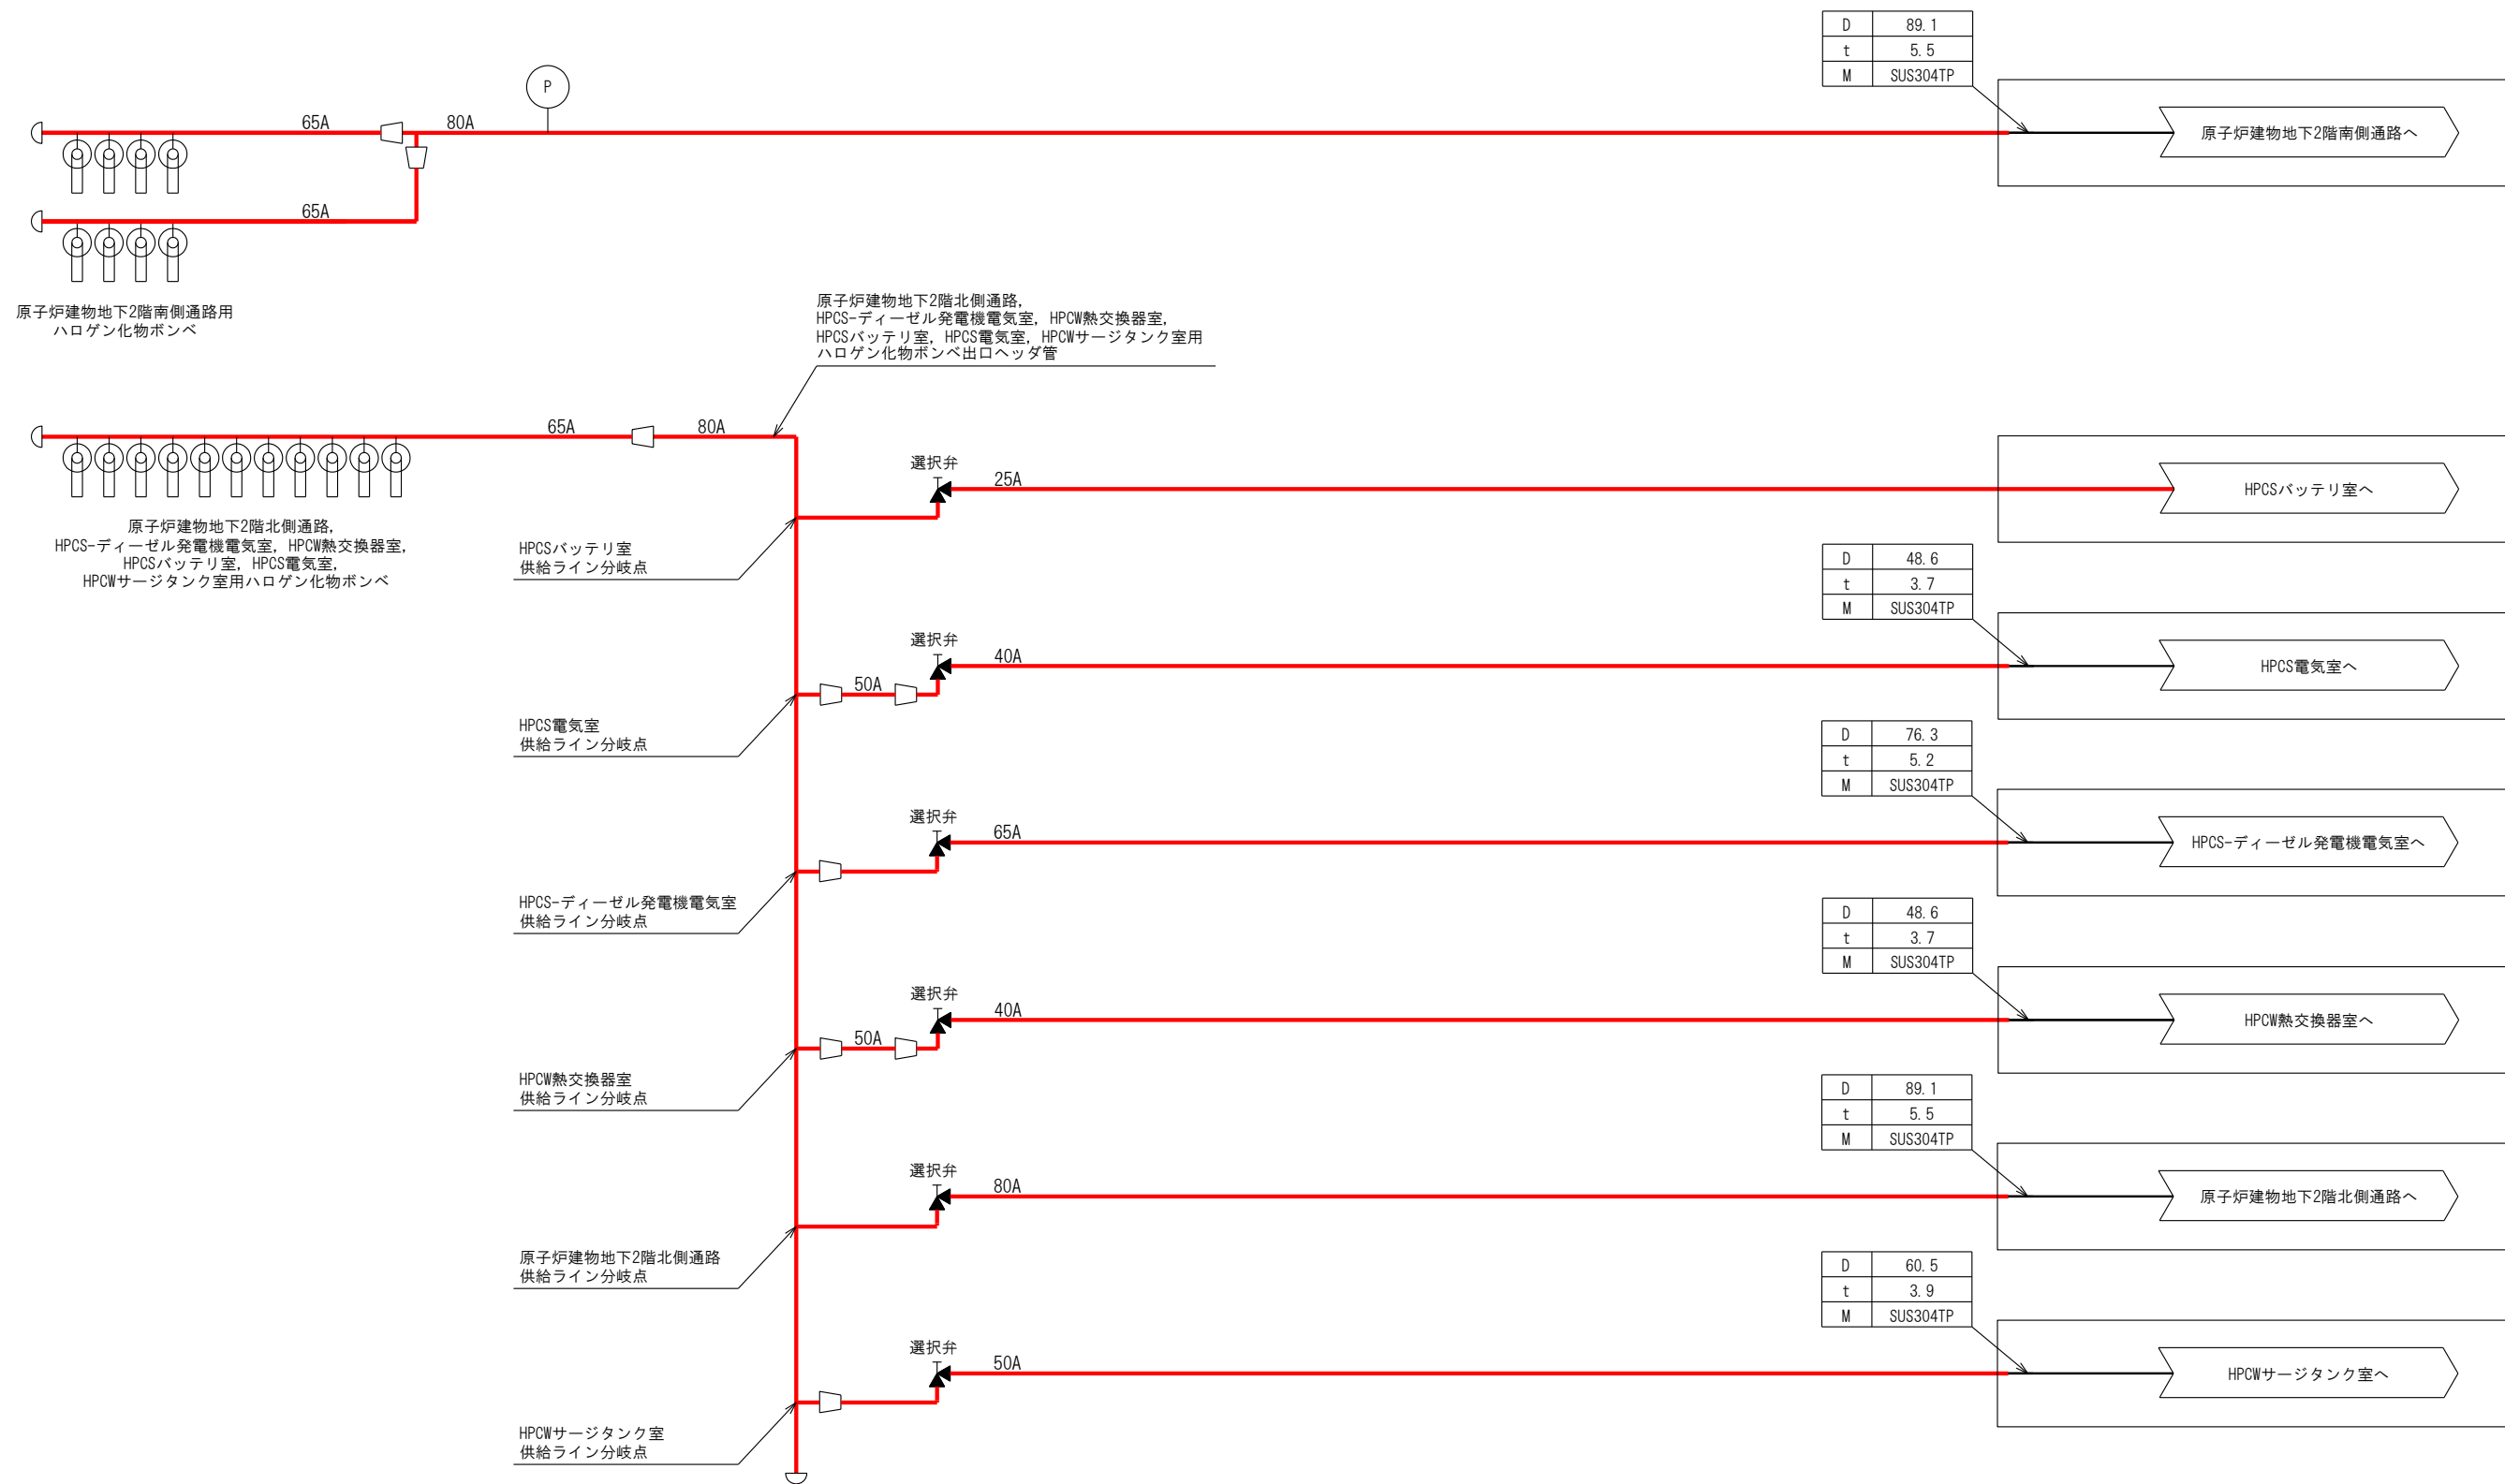 D 89.1
t 5.5
M SUS304TP
P
65A
80A
原子炉建物地下2階南側通路へ
65A
原子炉建物地下2階南側通路用
ハロゲン化物ボンベ
原子炉建物地下2階北側通路,
HPCS-ディーゼル発電機電気室, HPCW熱交換器室,
HPCSバッテリ室, HPCS電気室, HPCWサージタンク室用
ハロゲン化物ボンベ出口ヘッダ管
65A
80A
選択弁
25A
HPCSバッテリ室へ
原子炉建物地下2階北側通路,
HPCS-ディーゼル発電機電気室, HPCW熱交換器室,
HPCSバッテリ室, HPCS電気室,
HPCWサージタンク室用ハロゲン化物ボンベ
HPCSバッテリ室
供給ライン分岐点
D 48.6
t 3.7
M SUS304TP
選択弁
40A
50A
HPCS電気室へ
HPCS電気室
供給ライン分岐点
D 76.3
t 5.2
M SUS304TP
選択弁
65A
HPCS-ディーゼル発電機電気室へ
HPCS-ディーゼル発電機電気室
供給ライン分岐点
D 48.6
t 3.7
M SUS304TP
選択弁
40A
50A
HPCW熱交換器室へ
HPCW熱交換器室
供給ライン分岐点
D 89.1
t 5.5
M SUS304TP
選択弁
80A
原子炉建物地下2階北側通路へ
原子炉建物地下2階北側通路
供給ライン分岐点
D 60.5
t 3.9
M SUS304TP
選択弁
50A
HPCWサージタンク室へ
HPCWサージタンク室
供給ライン分岐点